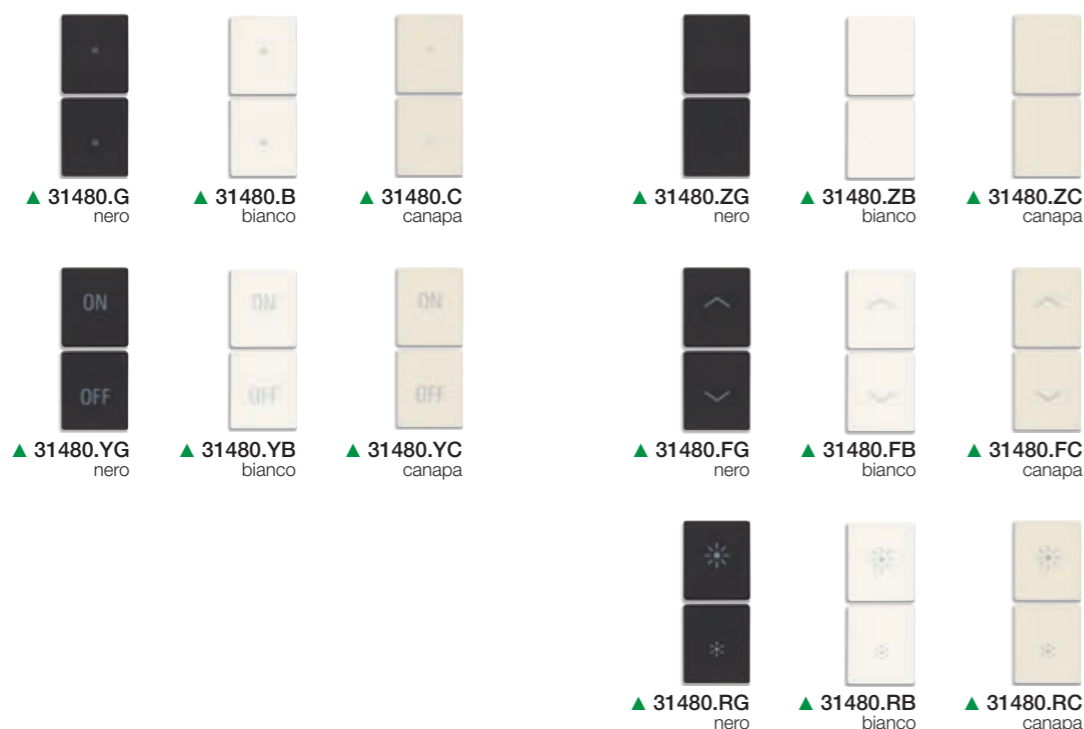 ▲ 31480.G
nero
▲ 31480.B
bianco
▲ 31480.C
canapa
▲ 31480.ZG
nero
▲ 31480.ZB
bianco
▲ 31480.ZC
canapa
ON
OFF
▲ 31480.YG
nero
ON
OFF
▲ 31480.YB
bianco
ON
OFF
▲ 31480.YC
canapa
▲ 31480.FG
nero
▲ 31480.FB
bianco
▲ 31480.FC
canapa
▲ 31480.RG
nero
▲ 31480.RB
bianco
▲ 31480.RC
canapa